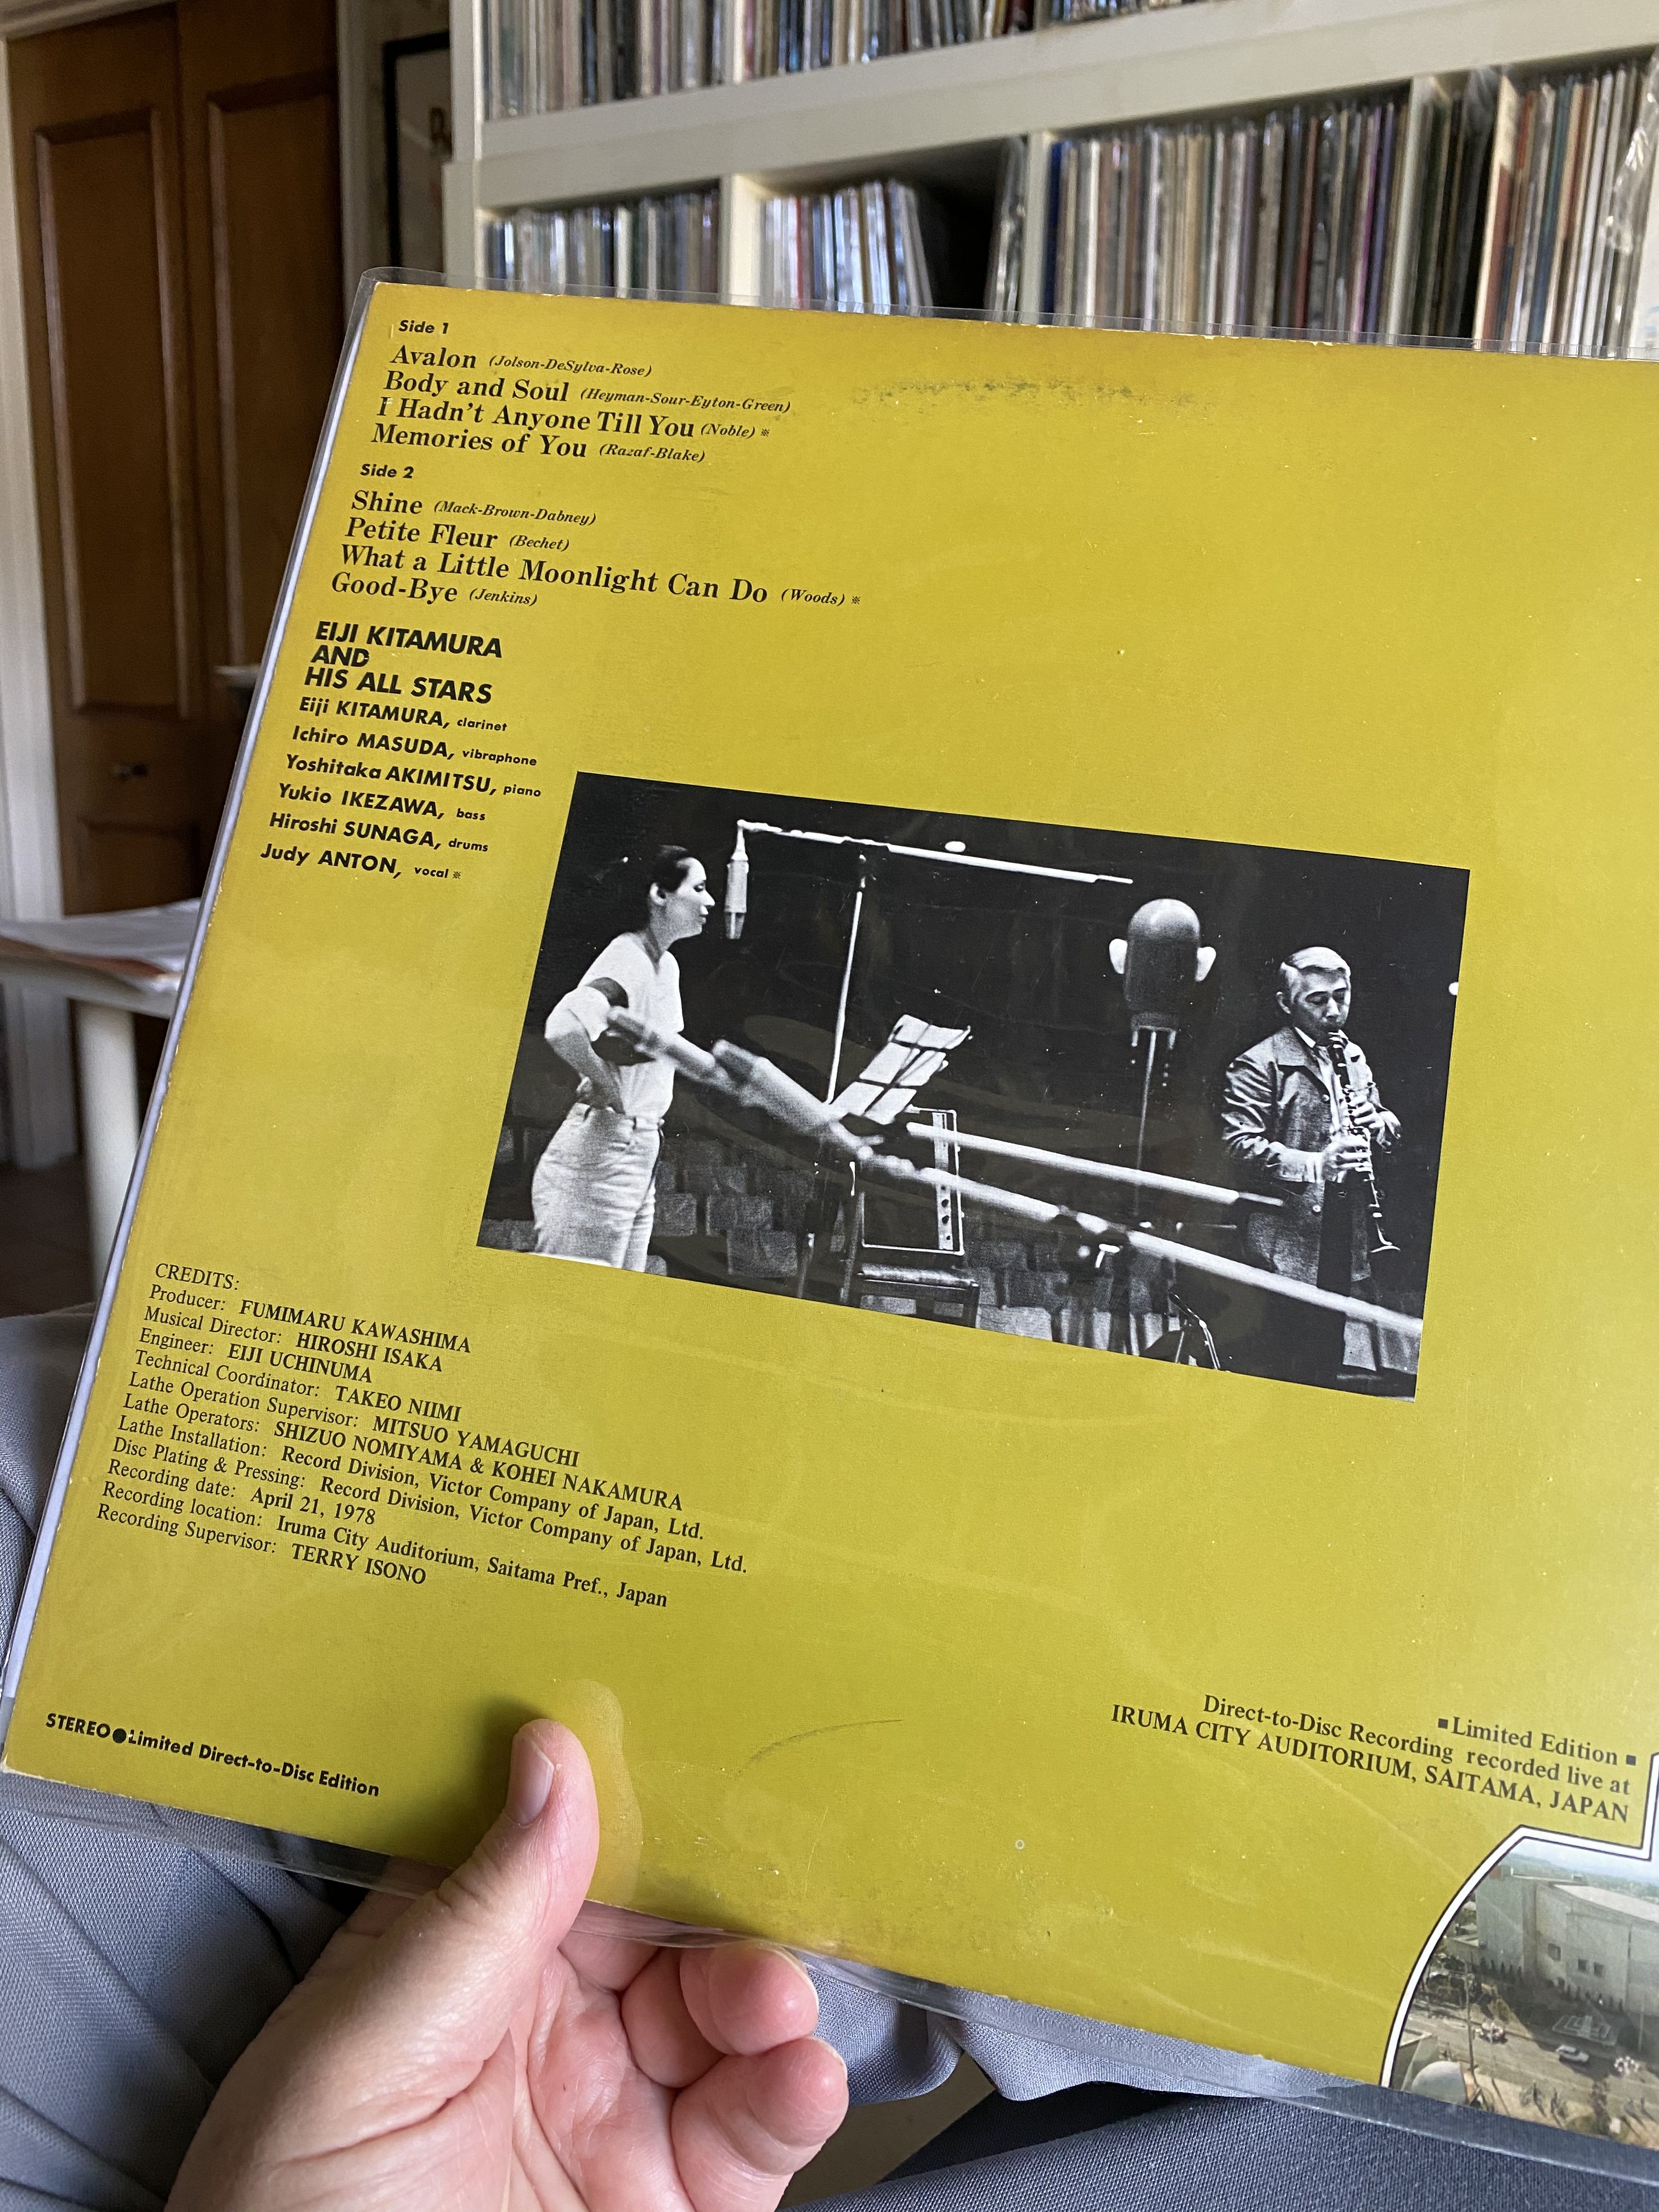 Side 1
Avalon (Jolson-DeSylva-Rose)
Body and Soul (Heyman-Sour-Eyton-Green)
I Hadn't Anyone Till You (Noble) ※
Memories of You (Razaf-Blake)
Side 2
Shine (Mack-Brown-Dabney)
Petite Fleur (Bechet)
What a Little Moonlight Can Do (Woods) ※
Good-Bye (Jenkins)
EIJI KITAMURA
AND
HIS ALL STARS
Eiji KITAMURA, clarinet
Ichiro MASUDA, vibraphone
Yoshitaka AKIMITSU, piano
Yukio IKEZAWA, bass
Hiroshi SUNAGA, drums
Judy ANTON, vocal ※
CREDITS:
Producer: FUMIMARU KAWASHIMA
Musical Director: HIROSHI ISAKA
Engineer: EIJI UCHINUMA
Technical Coordinator: TAKEO NIIMI
Lathe Operation Supervisor: MITSUO YAMAGUCHI
Lathe Operators: SHIZUO NOMIYAMA & KOHEI NAKAMURA
Lathe Installation: Record Division, Victor Company of Japan, Ltd.
Disc Plating & Pressing: Record Division, Victor Company of Japan, Ltd.
Recording date: April 21, 1978
Recording location: Iruma City Auditorium, Saitama Pref., Japan
Recording Supervisor: TERRY ISONO
STEREO●Limited Direct-to-Disc Edition
■Limited Edition■
Direct-to-Disc Recording recorded live at
IRUMA CITY AUDITORIUM, SAITAMA, JAPAN